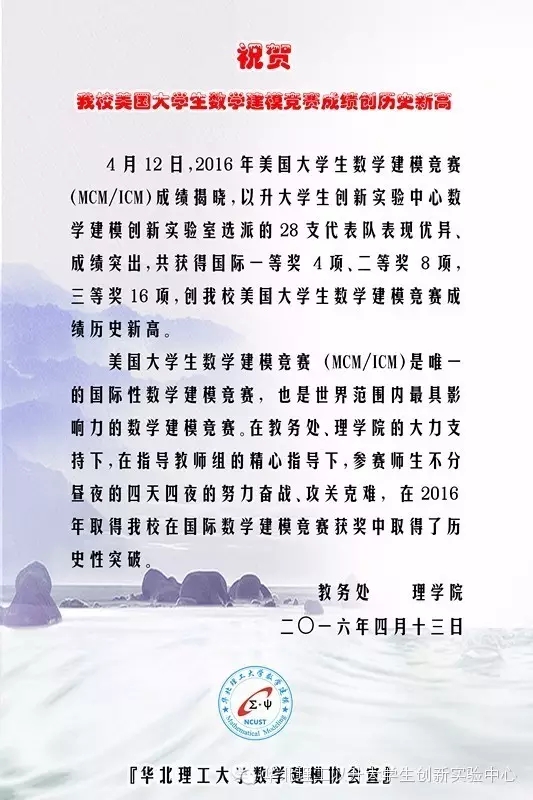 祝贺
我校美国大学生数学建模竞赛成绩创历史新高
4月12日,2016年美国大学生数学建模竞赛
(MCM/ICM)成绩揭晓,以升大学生创新实验中心数
学建模创新实验室选派的28支代表队表现优异、
成绩突出,共获得国际一等奖 4项、二等奖 8项,
三等奖16项,创我校美国大学生数学建模竞赛成
绩历史新高。
美国大学生数学建模竞赛 (MCM/ICM)是唯一
的国际性数学建模竞赛, 也是世界范围内最具影
响力的数学建模竞赛。在教务处、理学院的大力支
持下,在指导教师组的精心指导下,参赛师生不分
昼夜的四天四夜的努力奋战、攻关克难, 在2016
年取得我校在国际数学建模竞赛获奖中取得了历
史性突破。
教务处 理学院
二〇一六年四月十三日
华北理工大学数学建模
Σ·Ψ
NCUST
Mathematical Modeling
『华北理工大学数学建模协会宣』
大学生创新实验中心